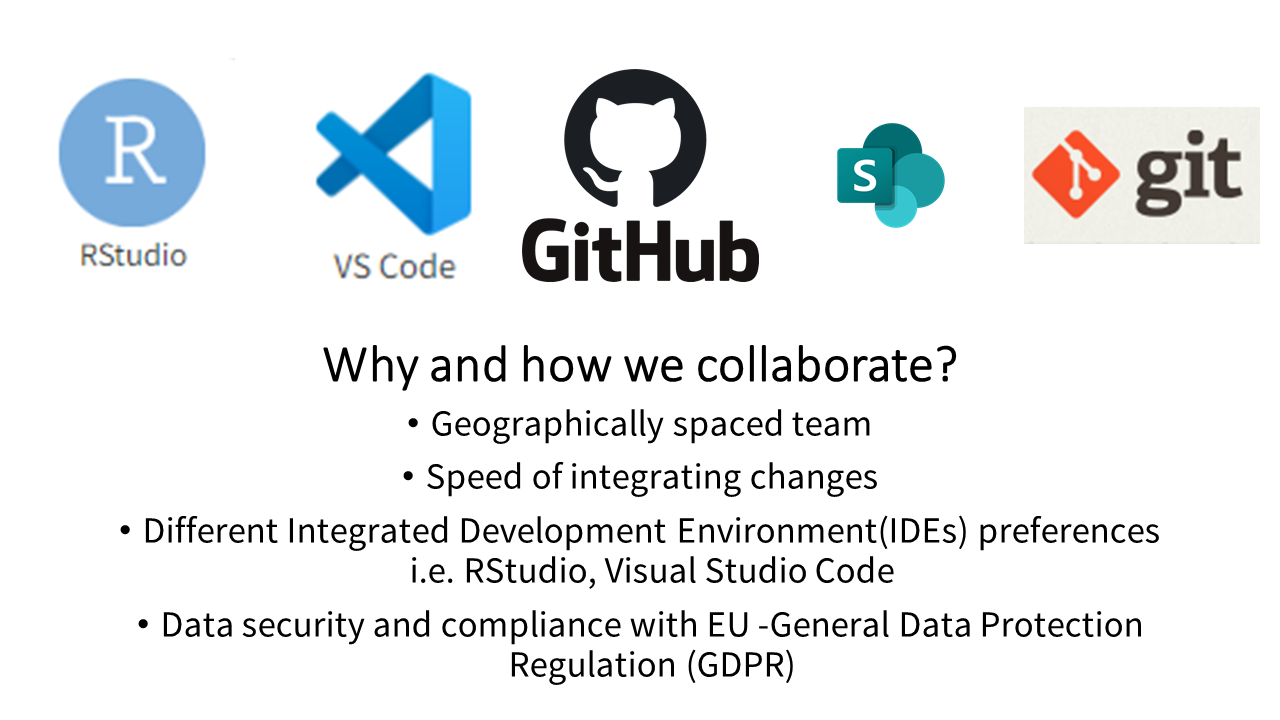 R
RStudio
VS Code
GitHub
S
git
Why and how we collaborate?
• Geographically spaced team
• Speed of integrating changes
• Different Integrated Development Environment(IDEs) preferences
i.e. RStudio, Visual Studio Code
• Data security and compliance with EU -General Data Protection
Regulation (GDPR)